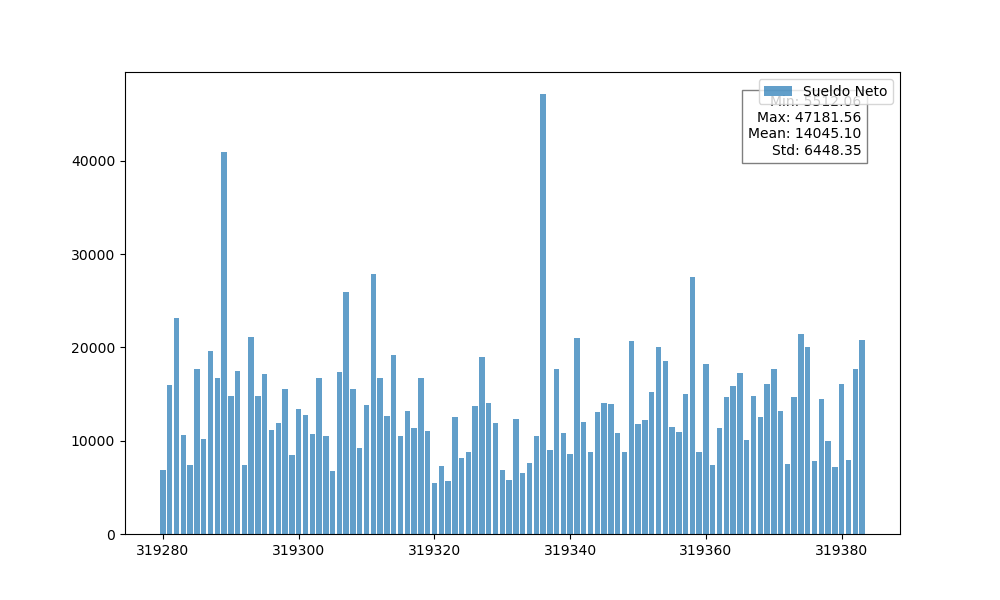 Sueldo Neto
Min: 5512.06
Max: 47181.56
Mean: 14045.10
Std: 6448.35
40000
30000
20000
10000
0
319280 319300 319320 319340 319360 319380